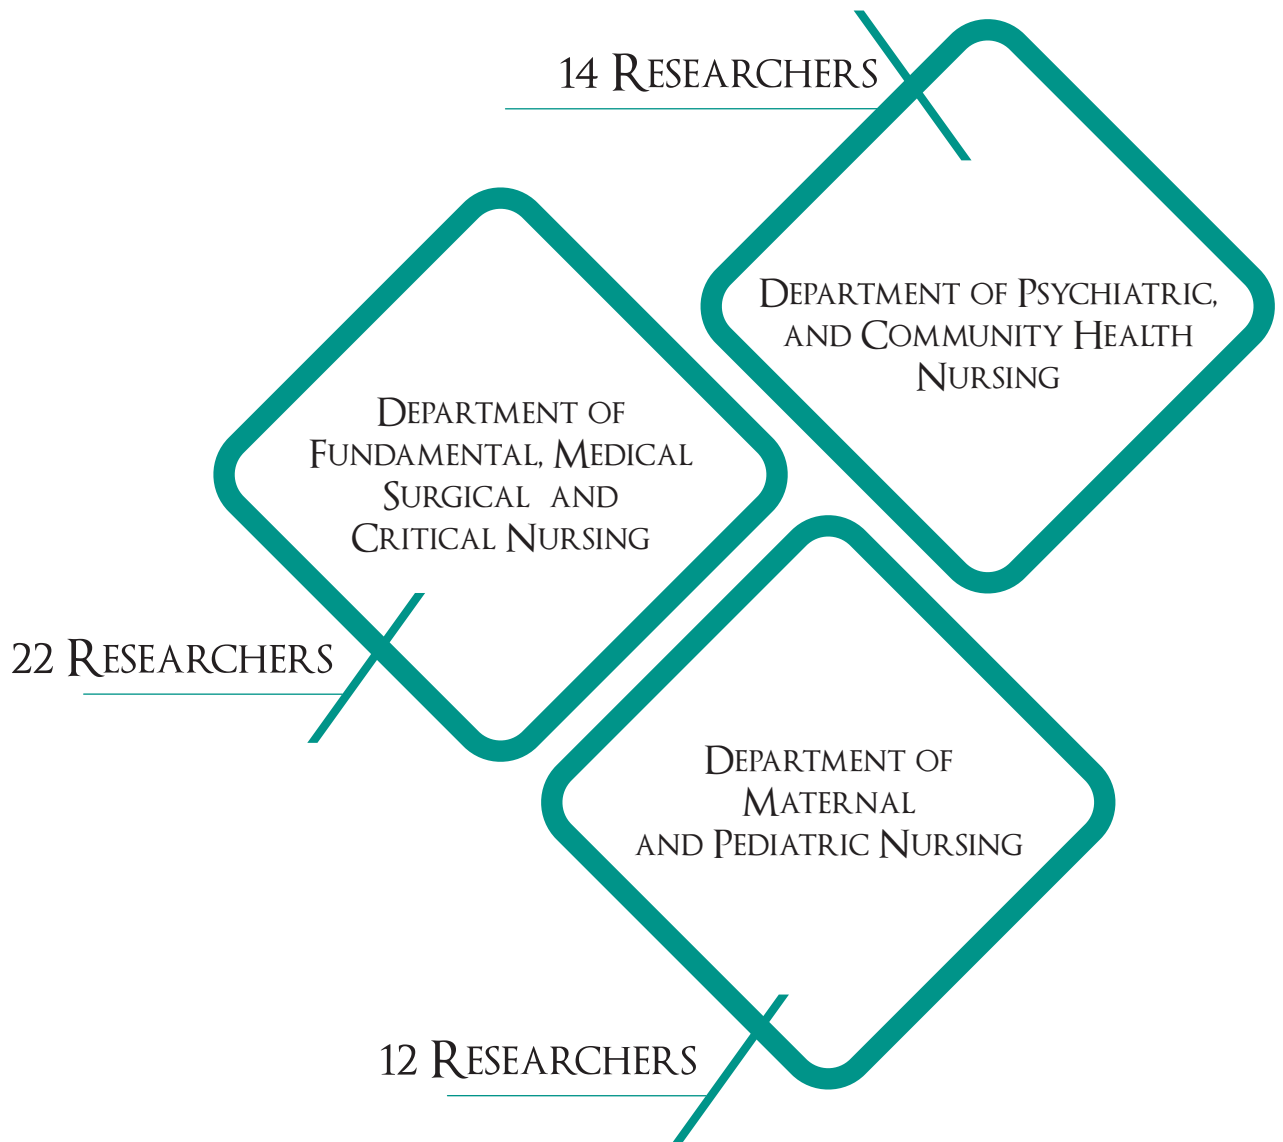 14 Researchers
Department of Psychiatric,
and Community Health
Nursing
Department of
Fundamental, Medical
Surgical and
Critical Nursing
22 Researchers
Department of
Maternal
and Pediatric Nursing
12 Researchers